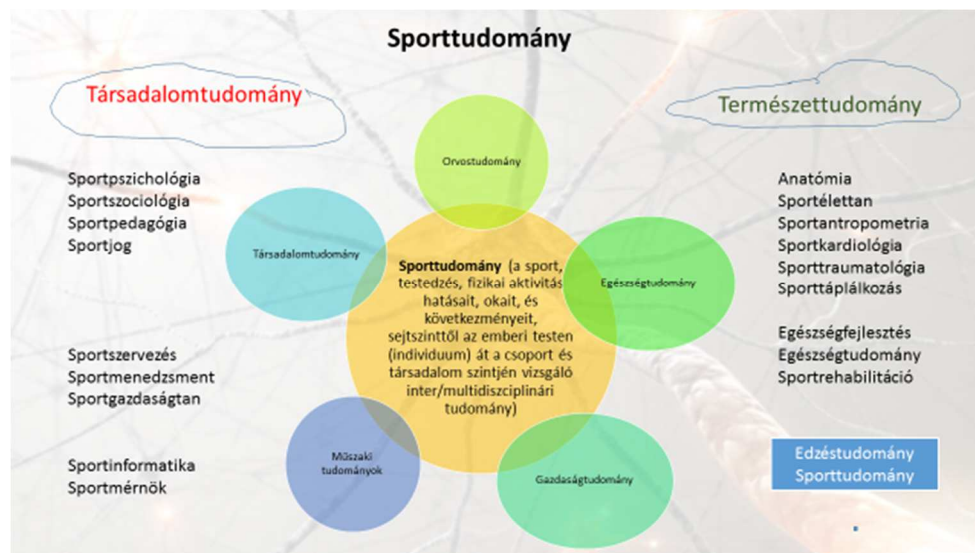 Sporttudomány
Társadalomtudomány
Sportpszichológia
Sportszociológia
Sportpedagógia
Sportjog
Sportszervezés
Sportmenedzsment
Sportgazdaságtan
Sportinformatika
Sportmérnök
Orvostudomány
Társadalomtudomány
Egészségtudomány
Sporttudomány (a sport,
testedzés, fizikai aktivitás
hatásait, okait, és
következményeit,
sejtszinttől az emberi testen
(individuum) át a csoport és
társadalom szintjén vizsgáló
inter/multidiszciplinári
tudomány)
Műszaki
tudományok
Gazdaságtudomány
Természettudomány
Anatómia
Sportélettan
Sportantropometria
Sportkardiológia
Sporttraumatológia
Sporttáplálkozás
Egészségfejlesztés
Egészségtudomány
Sportrehabilitáció
Edzéstudomány
Sporttudomány